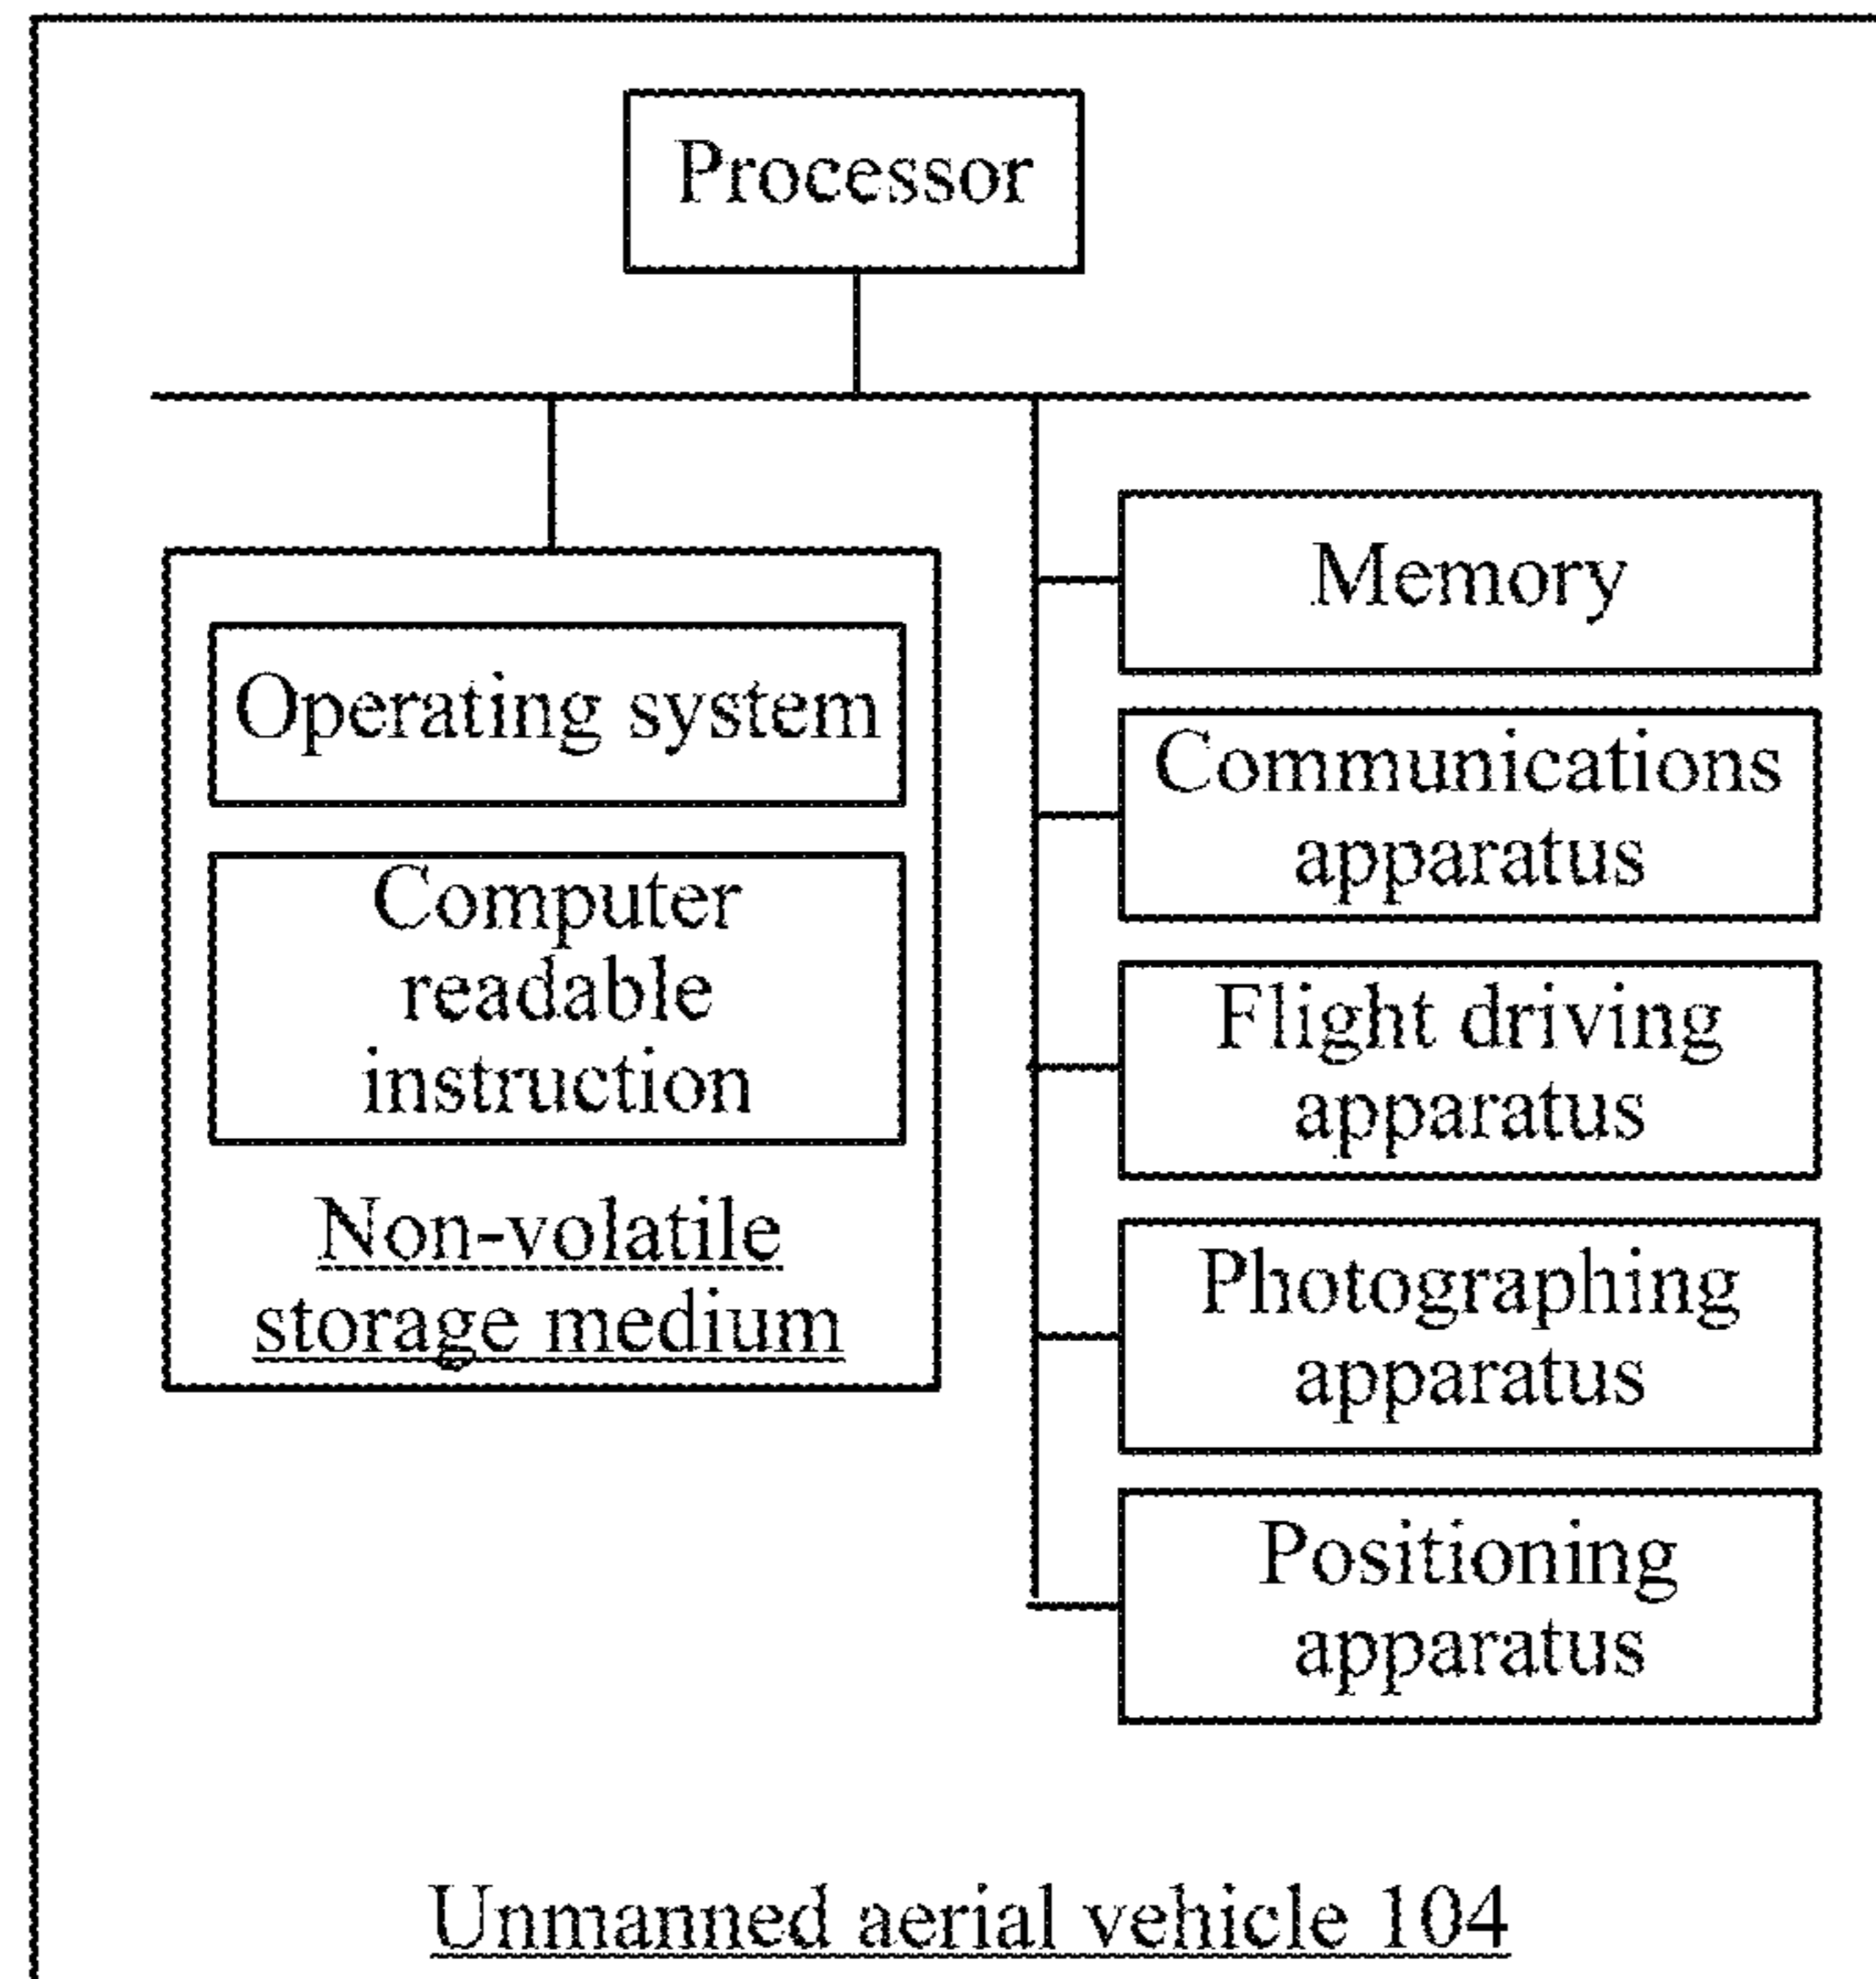 Processor
Operating system
Computer
readable
instruction
Non-volatile
storage medium
Memory
Communications
apparatus
Flight driving
apparatus
Photographing
apparatus
Positioning
apparatus
Unmanned aerial vehicle 104